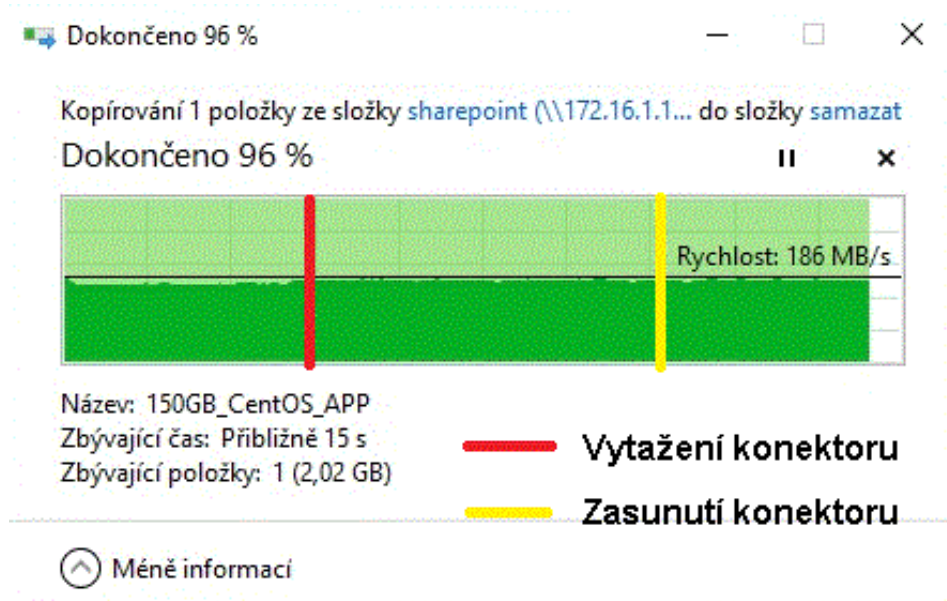 Dokončeno 96 %
Kopírování 1 položky ze složky sharepoint (\\172.16.1.1... do složky samazat
Dokončeno 96 %
Rychlost: 186 MB/s
Název: 150GB_CentOS_APP
Zbývající čas: Přibližně 15 s
Zbývající položky: 1 (2,02 GB)
Vytažení konektoru
Zasunutí konektoru
Méně informací